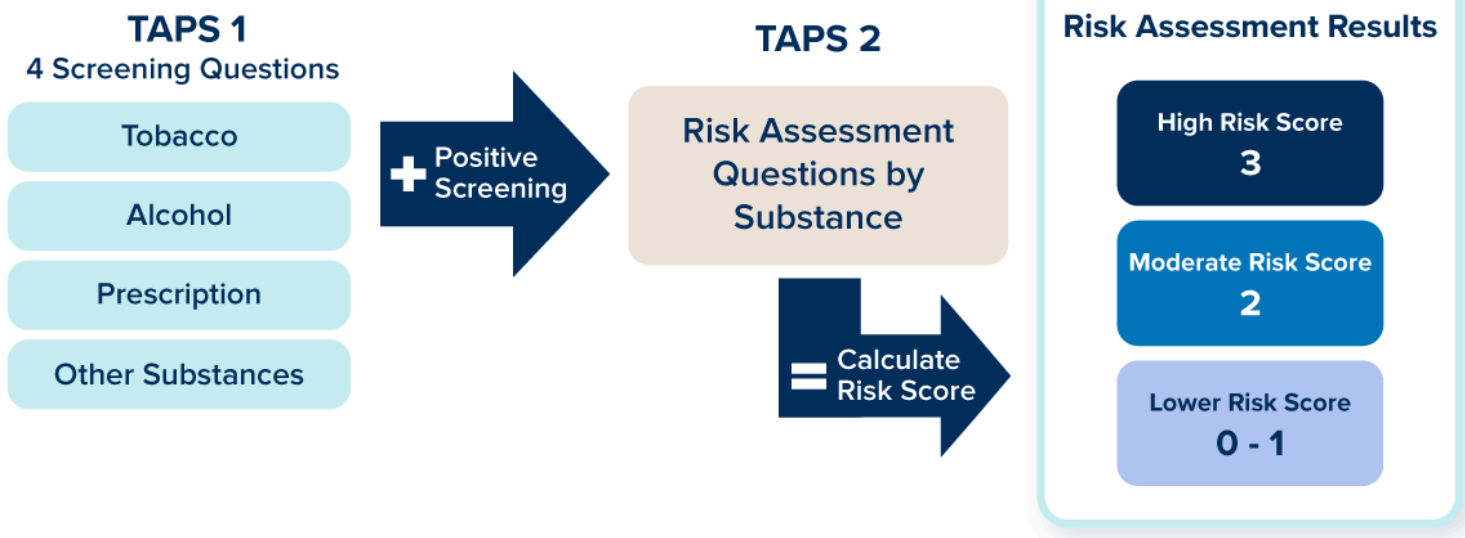 TAPS 1
4 Screening Questions
Tobacco
Alcohol
Prescription
Other Substances
+ Positive
Screening
TAPS 2
Risk Assessment
Questions by
Substance
= Calculate
Risk Score
Risk Assessment Results
High Risk Score
3
Moderate Risk Score
2
Lower Risk Score
0 - 1